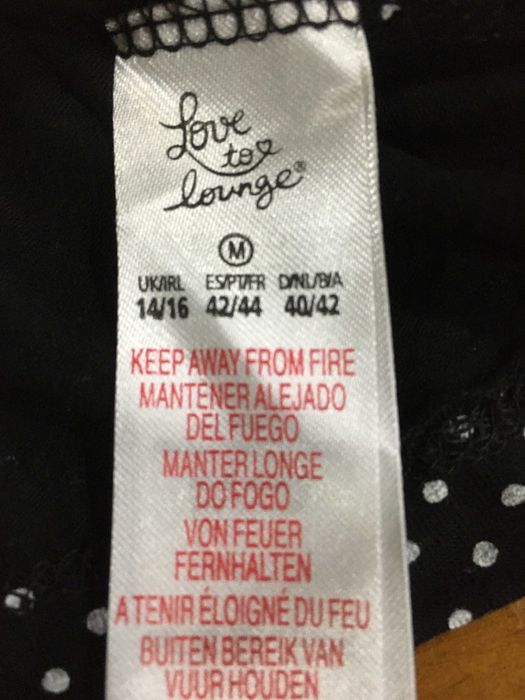 Love
to
lounge®
M
UK/IRL ES/PT/FR D/NL/B/A
14/16 42/44 40/42
KEEP AWAY FROM FIRE
MANTENER ALEJADO
DEL FUEGO
MANTER LONGE
DO FOGO
VON FEUER
FERNHALTEN
A TENIR ÉLOIGNÉ DU FEU
BUITEN BEREIK VAN
VUUR HOUDEN